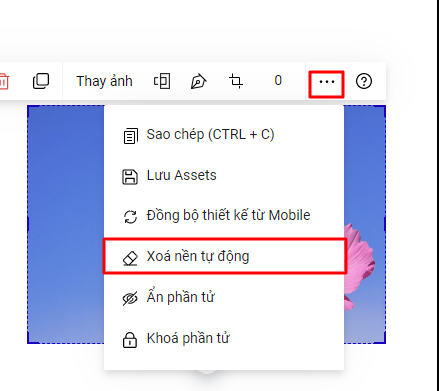 Thay ảnh 0
Sao chép (CTRL + C)
Lưu Assets
Đồng bộ thiết kế từ Mobile
Xoá nền tự động
Ẩn phần tử
Khoá phần tử